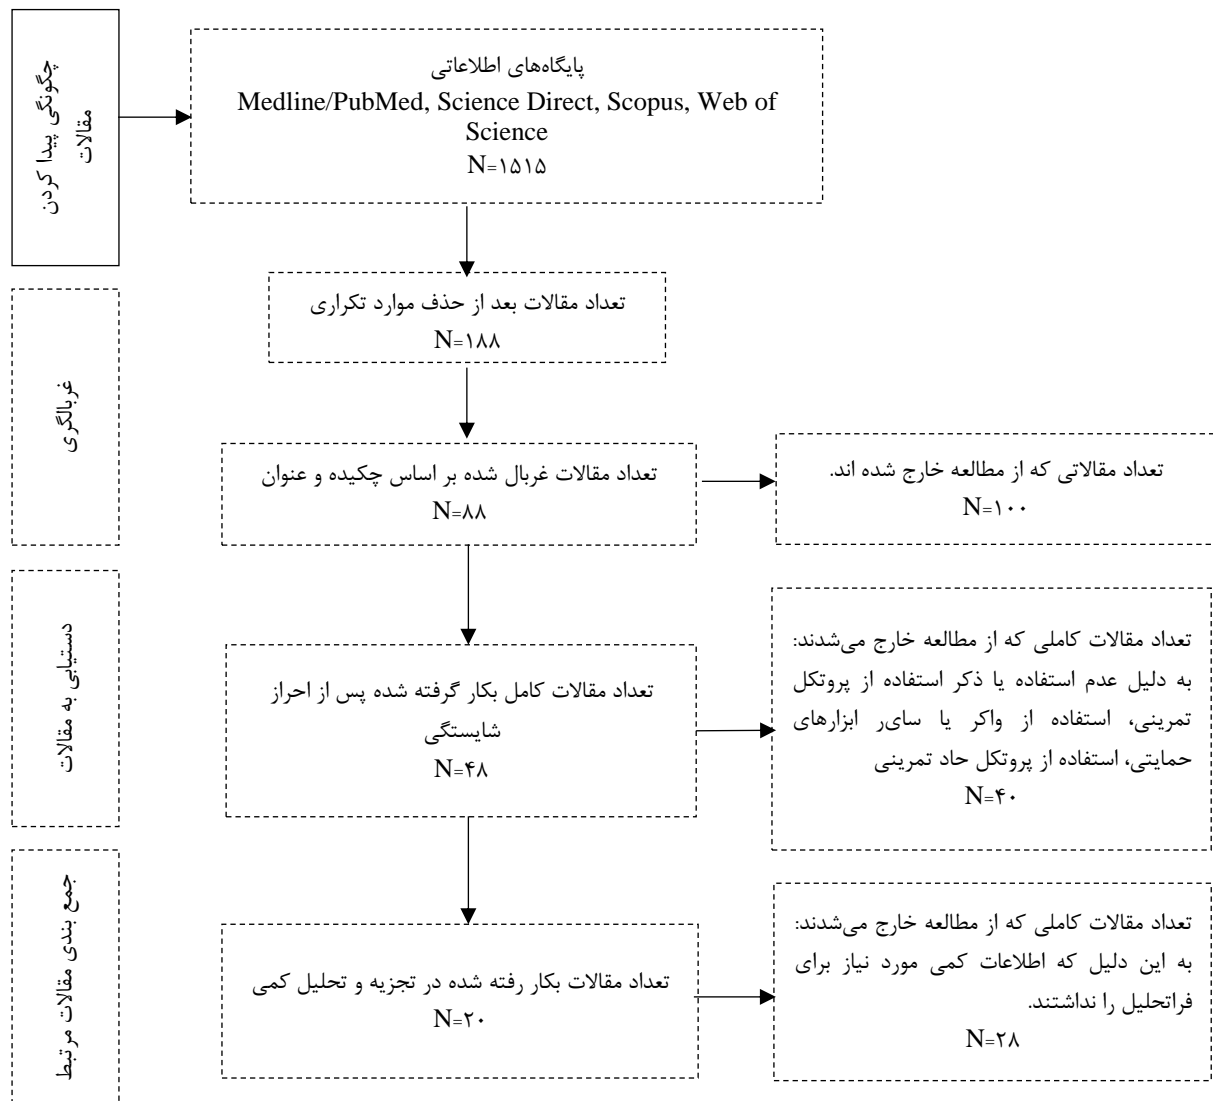 چگونگی پیدا کردن
مقالات
پایگاه‌های اطلاعاتی
Medline/PubMed, Science Direct, Scopus, Web of
Science
N=۱۵۱۵
غربالگری
تعداد مقالات بعد از حذف موارد تکراری
N=۱۸۸
تعداد مقالات غربال شده بر اساس چکیده و عنوان
N=۸۸
تعداد مقالاتی که از مطالعه خارج شده اند.
N=۱۰۰
دستیابی به مقالات
تعداد مقالات کامل بکار گرفته شده پس از احراز
شایستگی
N=۴۸
تعداد مقالات کاملی که از مطالعه خارج می‌شدند:
به دلیل عدم استفاده یا ذکر استفاده از پروتکل
تمرینی، استفاده از واکر یا سایر ابزارهای
حمایتی، استفاده از پروتکل حاد تمرینی
N=۴۰
جمع بندی مقالات مرتبط
تعداد مقالات بکار رفته شده در تجزیه و تحلیل کمی
N=۲۰
تعداد مقالات کاملی که از مطالعه خارج می‌شدند:
به این دلیل که اطلاعات کمی مورد نیاز برای
فراتحلیل را نداشتند.
N=۲۸